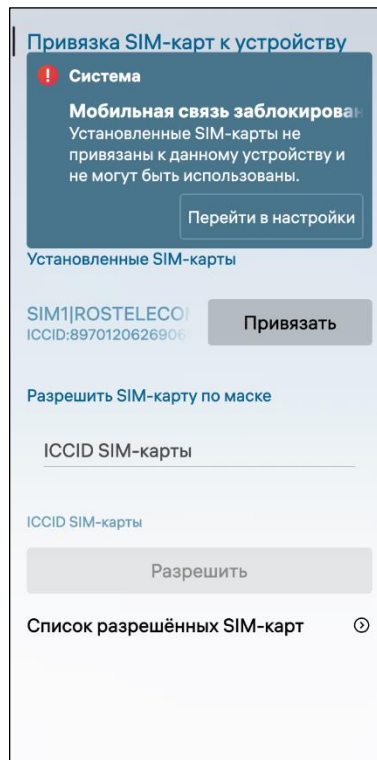 Привязка SIM-карт к устройству
Система
Мобильная связь заблокирован
Установленные SIM-карты не
привязаны к данному устройству и
не могут быть использованы.
Перейти в настройки
Установленные SIM-карты
SIM1|ROSTELECO
ICCID:8970120626906
Привязать
Разрешить SIM-карту по маске
ICCID SIM-карты
ICCID SIM-карты
Разрешить
Список разрешённых SIM-карт